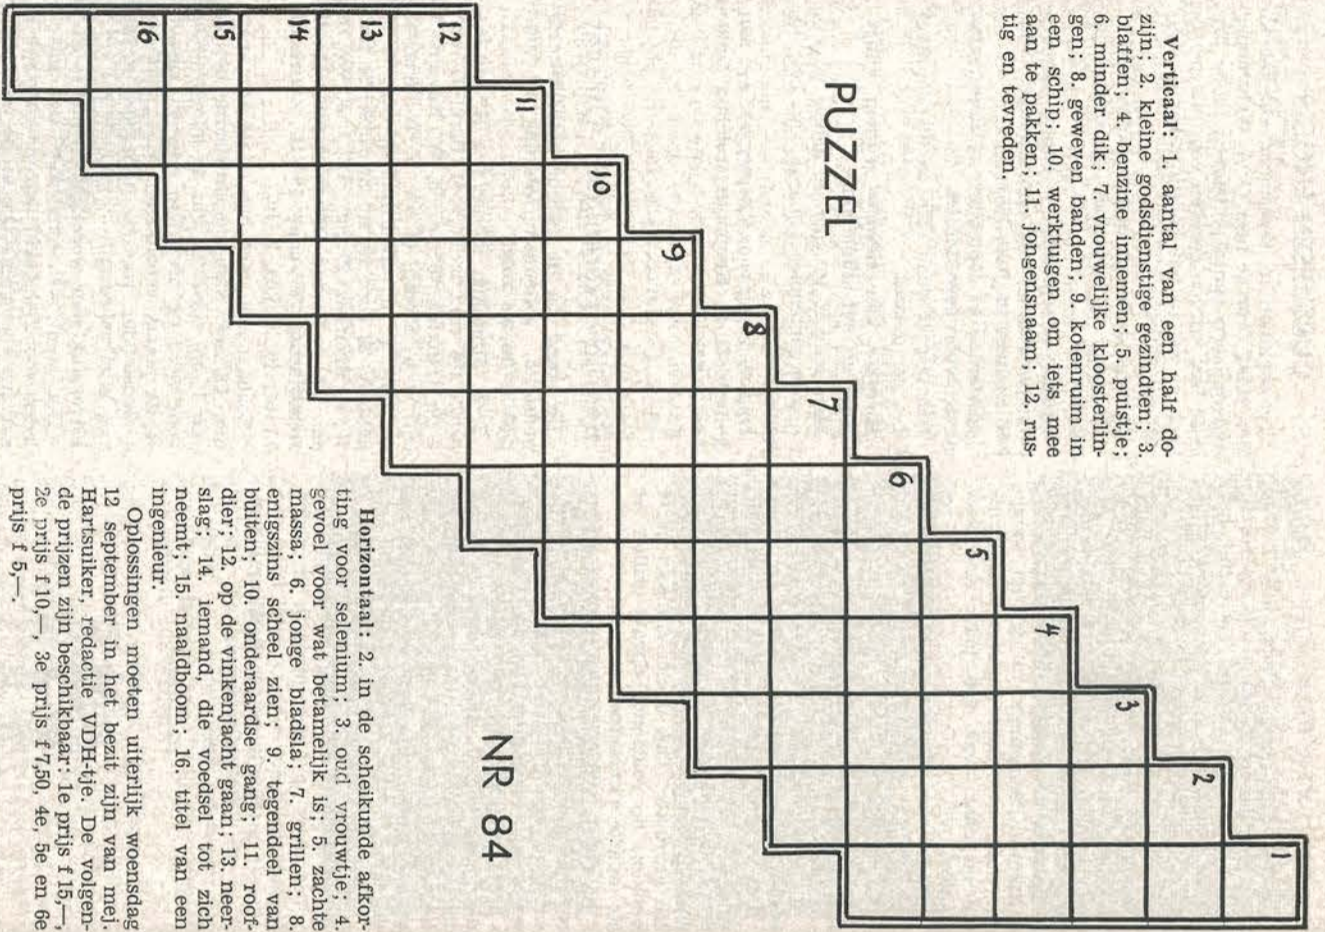 PUZZEL
NR 84
Verticaal: 1. aantal van een half do-
zijn; 2. kleine godsdienstige gezindten; 3.
blaffen; 4. benzine innemen; 5. puistje;
6. minder dik; 7. vrouwelijke kloosterlin-
gen; 8. geweven banden; 9. kolenruim in
een schip; 10. werktuigen om iets mee
aan te pakken; 11. jongensnaam; 12. rus-
tig en tevreden.
1
2
3
4
5
6
7
8
9
10
11
12
13
14
15
16
Horizontaal: 2. in de scheikunde afkor-
ting voor selenium; 3. oud vrouwtje; 4.
gevoel voor wat betamelijk is; 5. zachte
massa; 6. jonge bladsla; 7. grillen; 8.
enigszins scheel zien; 9. tegendeel van
buiten; 10. onderaardse gang; 11. roof-
dier; 12. op de vinkenjacht gaan; 13. neer-
slag; 14. iemand, die voedsel tot zich
neemt; 15. naaldboom; 16. titel van een
ingenieur.
Oplossingen moeten uiterlijk woensdag
12 september in het bezit zijn van mej.
Hartsuiker, redactie VDH-tje. De volgen-
de prijzen zijn beschikbaar: 1e prijs f 15,—,
2e prijs f 10,—, 3e prijs f 7,50, 4e, 5e en 6e
prijs f 5,—.